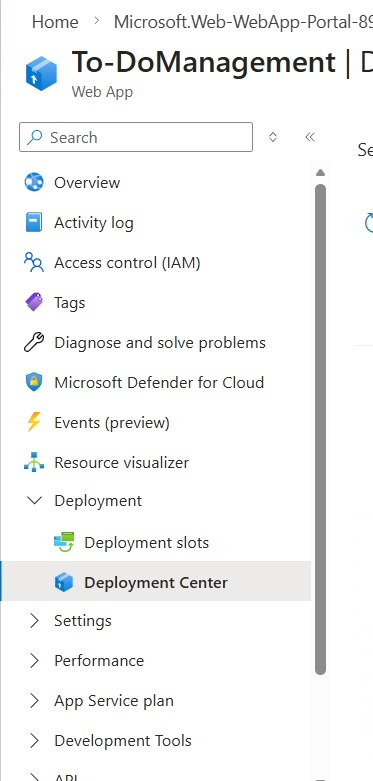 Home > Microsoft.Web-WebApp-Portal-89
To-DoManagement |
Web App
Search
Se
Overview
Activity log
Access control (IAM)
Tags
Diagnose and solve problems
Microsoft Defender for Cloud
Events (preview)
Resource visualizer
Deployment
Deployment slots
Deployment Center
Settings
Performance
App Service plan
Development Tools
API